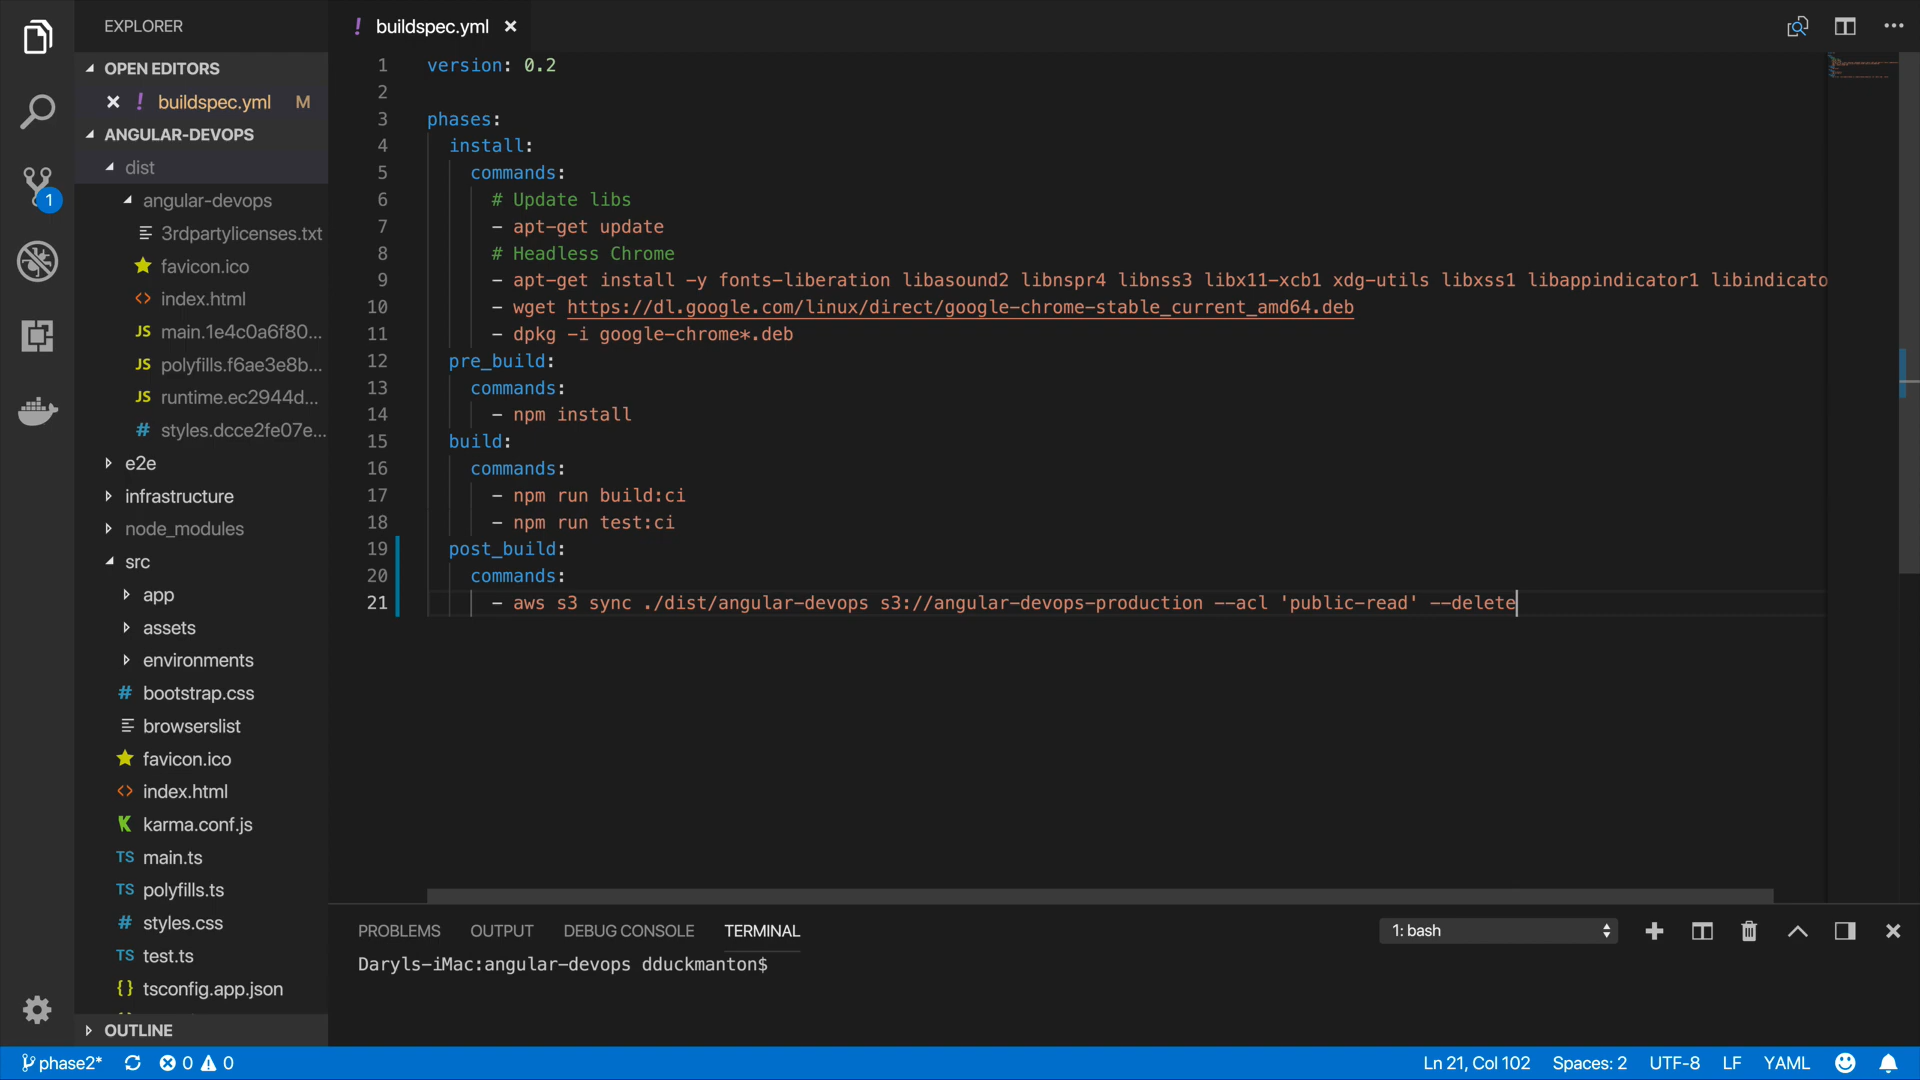 EXPLORER
OPEN EDITORS
buildspec.yml M
ANGULAR-DEVOPS
dist
angular-devops
3rdpartylicenses.txt
favicon.ico
index.html
JS main.1e4c0a6f80...
JS polyfills.f6ae3e8b...
JS runtime.ec2944d...
# styles.dcce2fe07e...
e2e
infrastructure
node_modules
src
app
assets
environments
# bootstrap.css
browserslist
favicon.ico
index.html
karma.conf.js
TS main.ts
TS polyfills.ts
# styles.css
TS test.ts
{} tsconfig.app.json
OUTLINE
1
! buildspec.yml
1 version: 0.2
2
3 phases:
4 install:
5 commands:
6 # Update libs
7 - apt-get update
8 # Headless Chrome
9 - apt-get install -y fonts-liberation libasound2 libnspr4 libnss3 libx11-xcb1 xdg-utils libxss1 libappindicator1 libindicato
10 - wget https://dl.google.com/linux/direct/google-chrome-stable_current_amd64.deb
11 - dpkg -i google-chrome*.deb
12 pre_build:
13 commands:
14 - npm install
15 build:
16 commands:
17 - npm run build:ci
18 - npm run test:ci
19 post_build:
20 commands:
21 - aws s3 sync ./dist/angular-devops s3://angular-devops-production --acl 'public-read' --delete
PROBLEMS OUTPUT DEBUG CONSOLE TERMINAL 1: bash
Daryls-iMac:angular-devops dduckmanton$
phase2* 0 0 Ln 21, Col 102 Spaces: 2 UTF-8 LF YAML